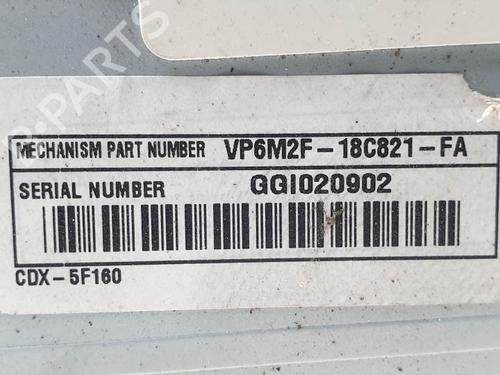 MECHANISM PART NUMBER VP6M2F-18C821-FA
SERIAL NUMBER GGI020902
CDX-5F160